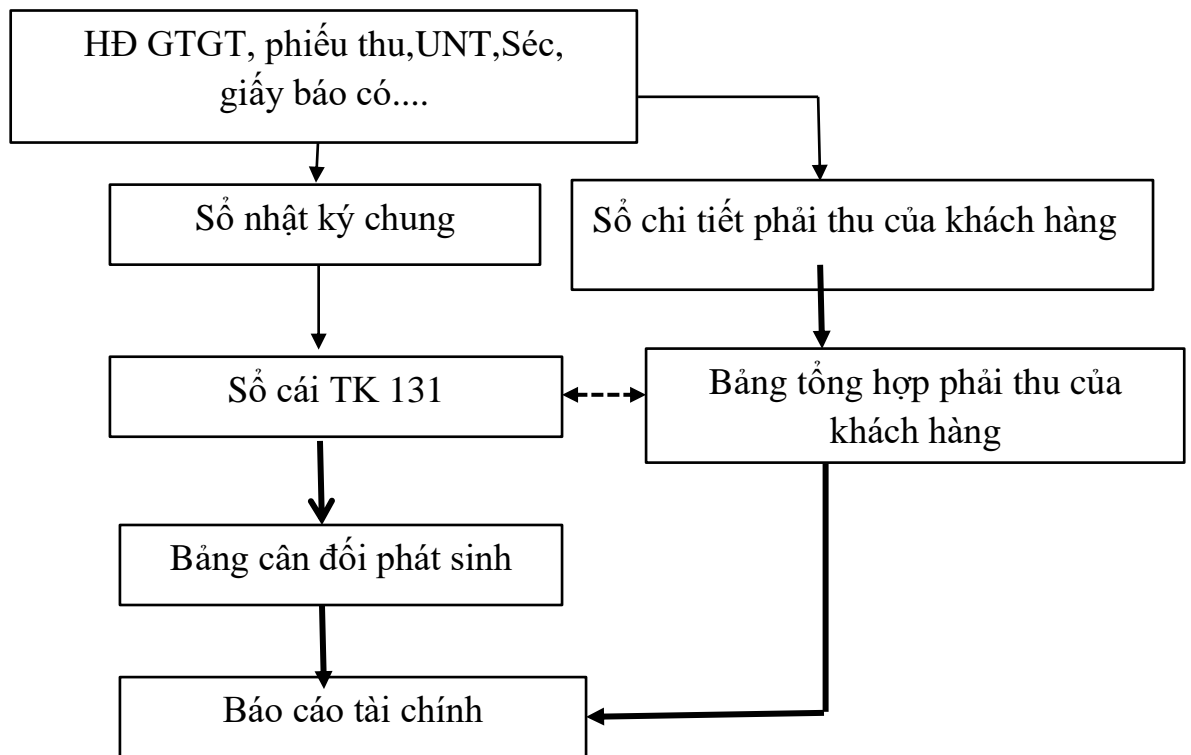 HĐ GTGT, phiếu thu,UNT,Séc,
giấy báo có....
Sổ nhật ký chung
Sổ chi tiết phải thu của khách hàng
Sổ cái TK 131
Bảng tổng hợp phải thu của
khách hàng
Bảng cân đối phát sinh
Báo cáo tài chính